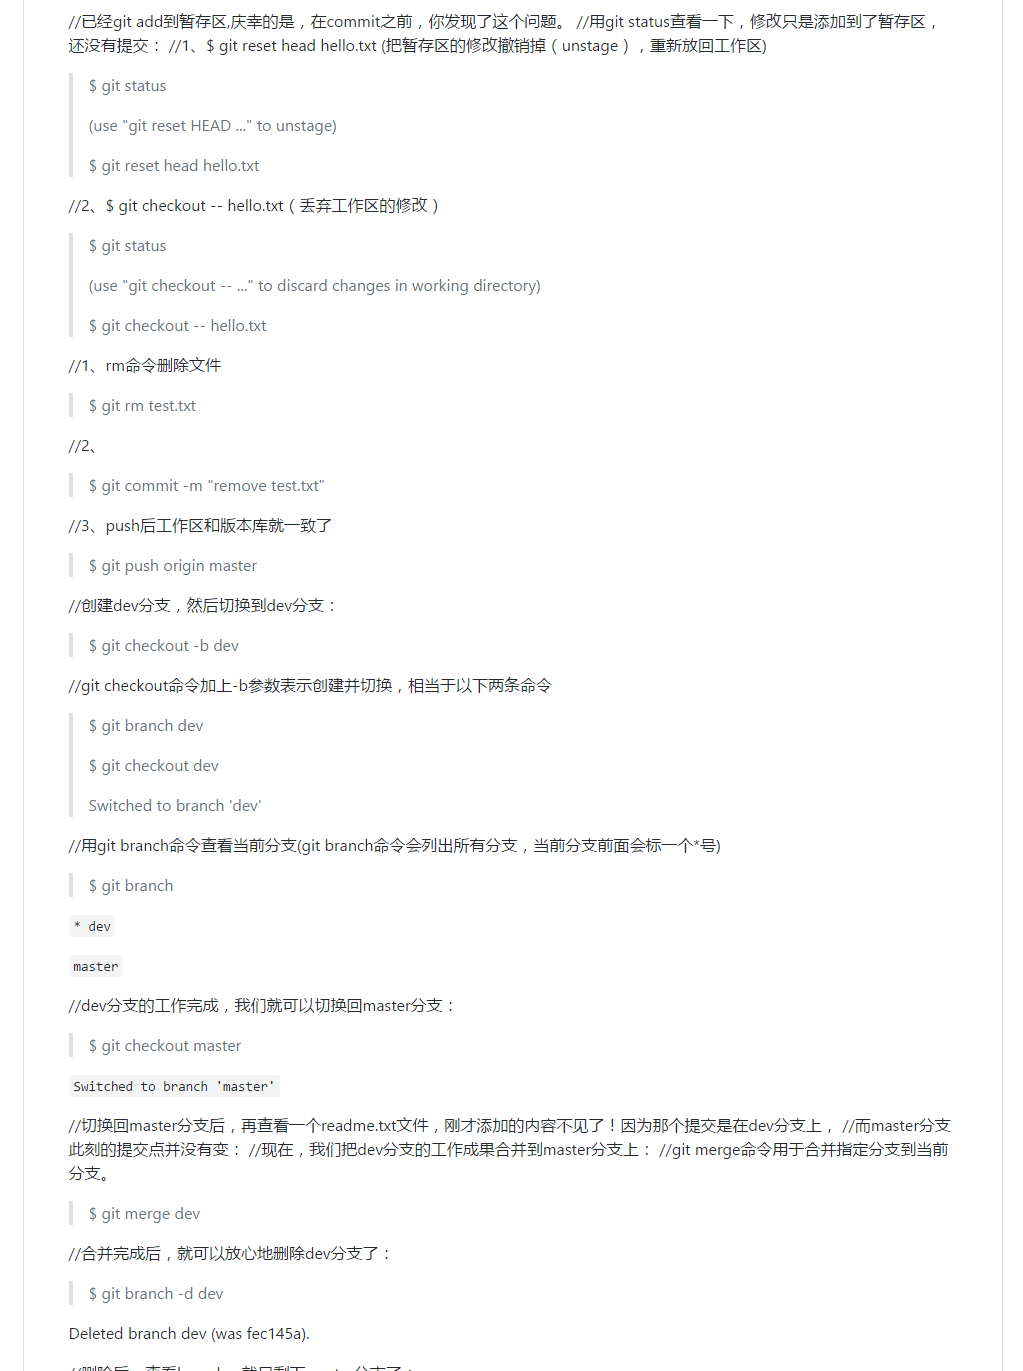 //已经git add到暂存区,庆幸的是，在commit之前，你发现了这个问题。 //用git status查看一下，修改只是添加到了暂存区，
还没有提交： //1、$ git reset head hello.txt (把暂存区的修改撤销掉（unstage），重新放回工作区)
$ git status
(use "git reset HEAD ..." to unstage)
$ git reset head hello.txt
//2、$ git checkout -- hello.txt（丢弃工作区的修改）
$ git status
(use "git checkout -- ..." to discard changes in working directory)
$ git checkout -- hello.txt
//1、rm命令删除文件
$ git rm test.txt
//2、
$ git commit -m "remove test.txt"
//3、push后工作区和版本库就一致了
$ git push origin master
//创建dev分支，然后切换到dev分支：
$ git checkout -b dev
//git checkout命令加上-b参数表示创建并切换，相当于以下两条命令
$ git branch dev
$ git checkout dev
Switched to branch 'dev'
//用git branch命令查看当前分支(git branch命令会列出所有分支，当前分支前面会标一个*号)
$ git branch
* dev
master
//dev分支的工作完成，我们就可以切换回master分支：
$ git checkout master
Switched to branch 'master'
//切换回master分支后，再查看一个readme.txt文件，刚才添加的内容不见了！因为那个提交是在dev分支上， //而master分支
此刻的提交点并没有变： //现在，我们把dev分支的工作成果合并到master分支上： //git merge命令用于合并指定分支到当前
分支。
$ git merge dev
//合并完成后，就可以放心地删除dev分支了：
$ git branch -d dev
Deleted branch dev (was fec145a).
//删除后，查看branch，就只剩下master分支了：